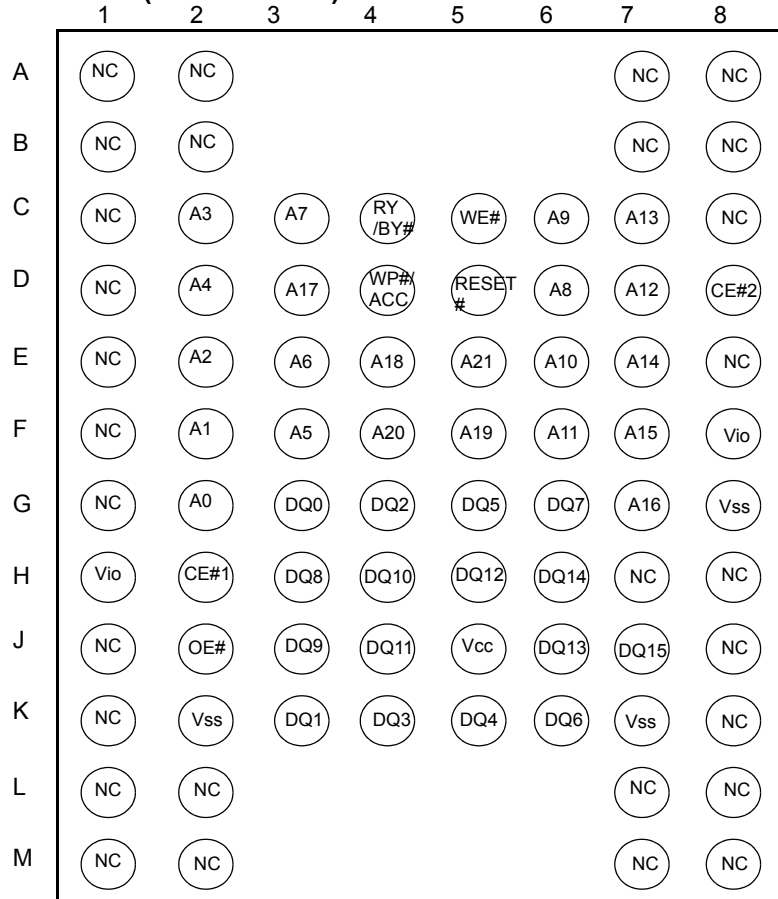 1 2 3 4 5 6 7 8
A NC NC NC NC
B NC NC NC NC
C NC A3 A7 RY /BY# WE# A9 A13 NC
D NC A4 A17 WP#/ ACC RESET # A8 A12 CE#2
E NC A2 A6 A18 A21 A10 A14 NC
F NC A1 A5 A20 A19 A11 A15 Vio
G NC A0 DQ0 DQ2 DQ5 DQ7 A16 Vss
H Vio CE#1 DQ8 DQ10 DQ12 DQ14 NC NC
J NC OE# DQ9 DQ11 Vcc DQ13 DQ15 NC
K NC Vss DQ1 DQ3 DQ4 DQ6 Vss NC
L NC NC NC NC
M NC NC NC NC